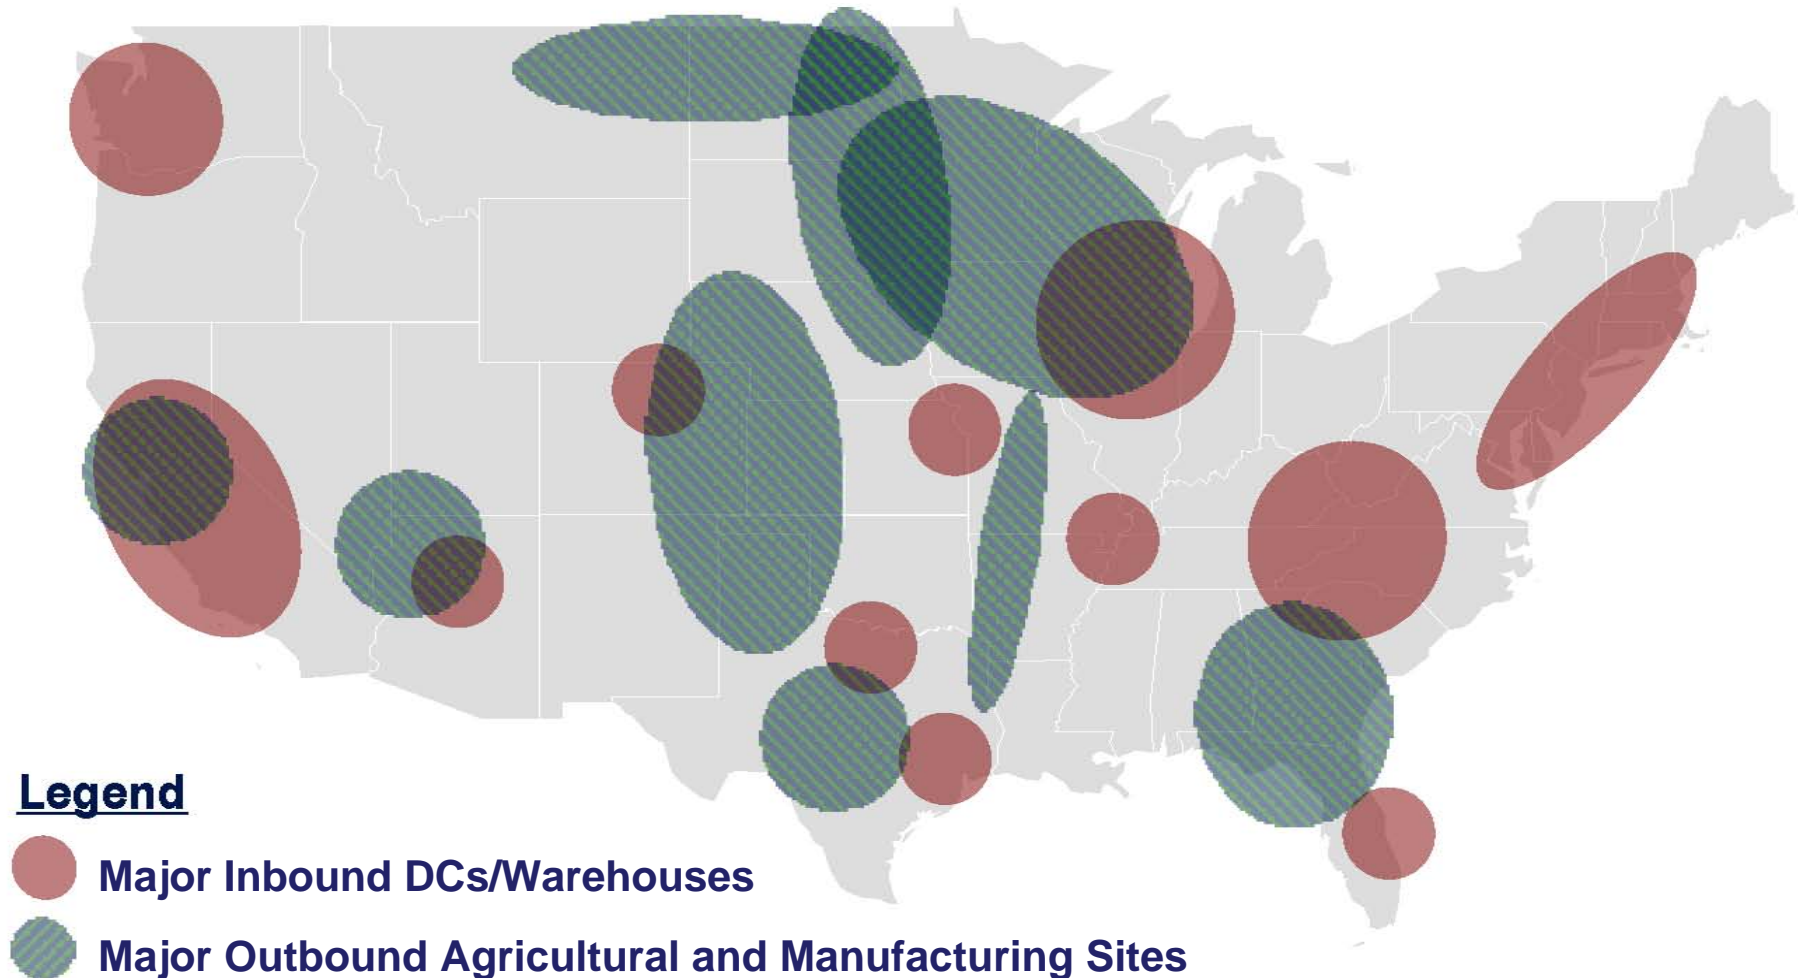 Legend
Major Inbound DCs/Warehouses
Major Outbound Agricultural and Manufacturing Sites